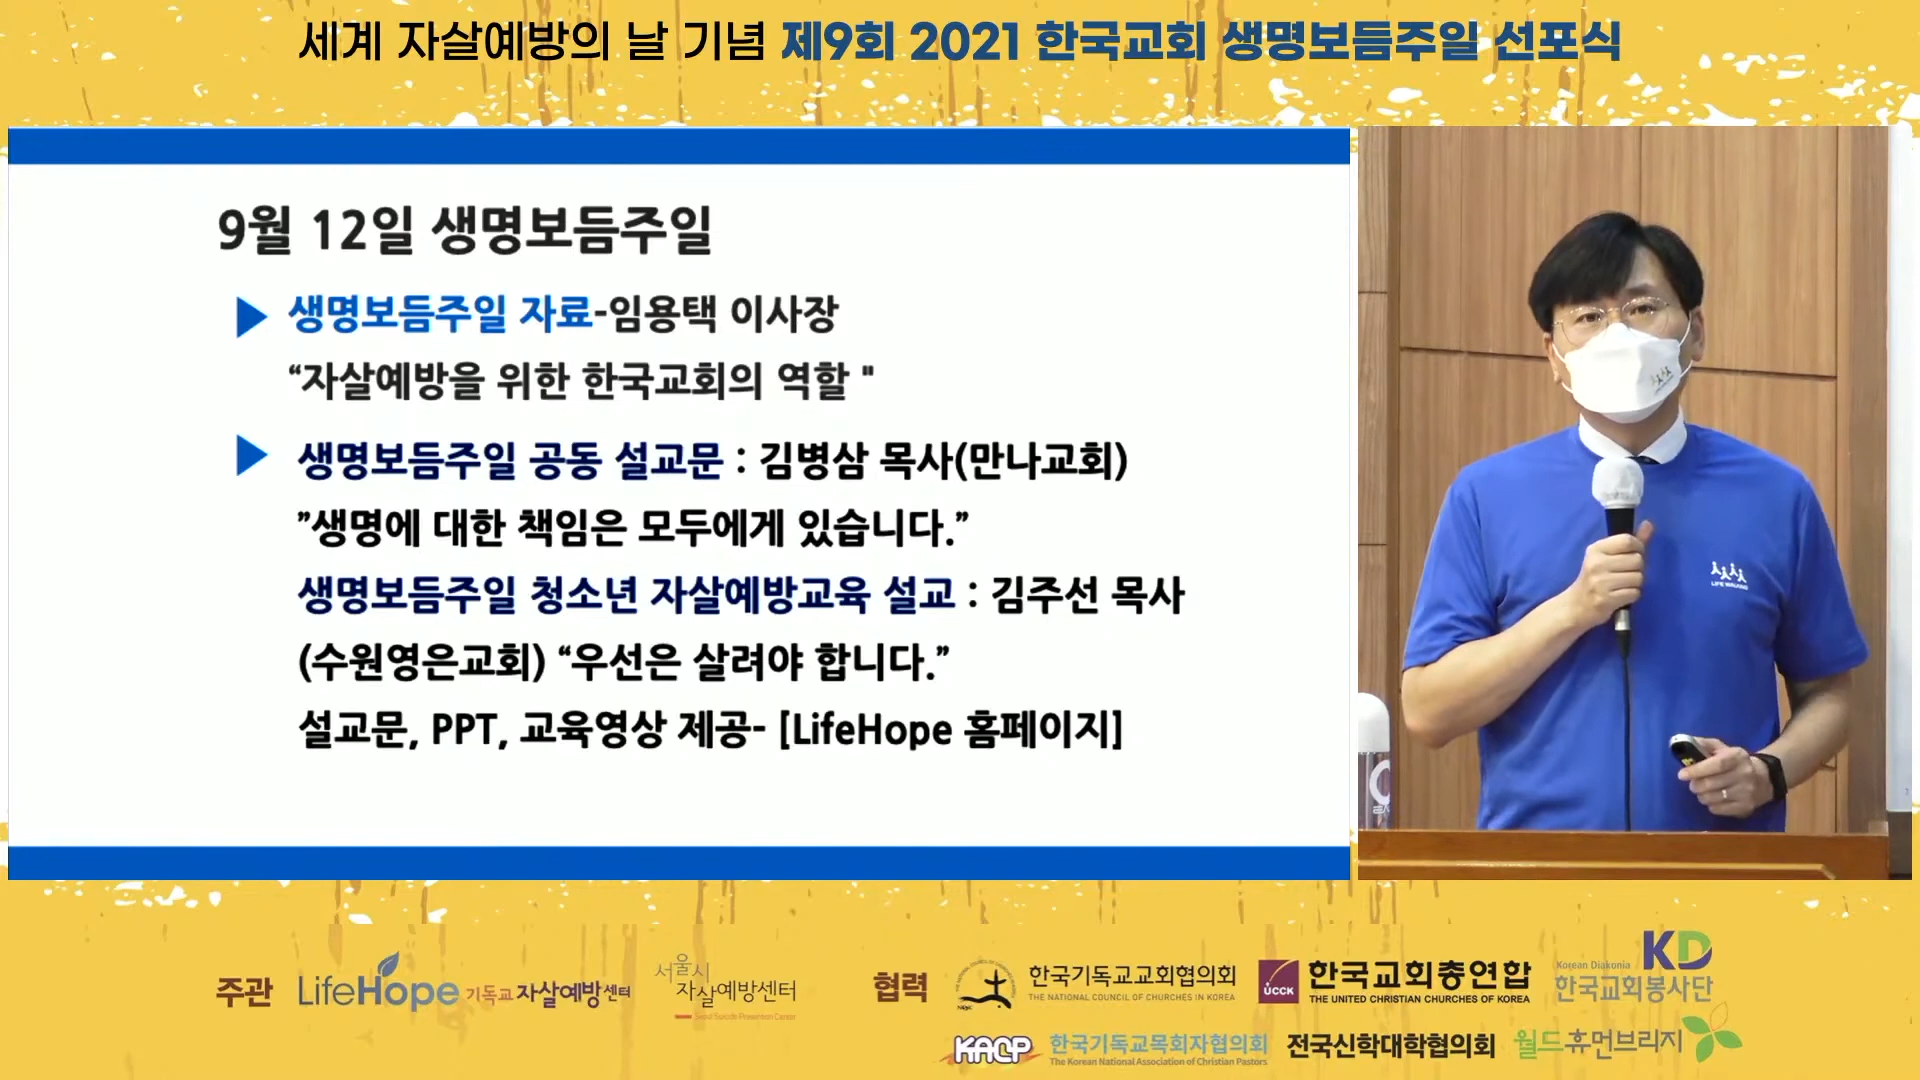 세계 자살예방의 날 기념 제9회 2021 한국교회 생명보듬주일 선포식
9월 12일 생명보듬주일
생명보듬주일 자료-임용택 이사장
“자살예방을 위한 한국교회의 역할 "
생명보듬주일 공동 설교문 : 김병삼 목사(만나교회)
”생명에 대한 책임은 모두에게 있습니다.”
생명보듬주일 청소년 자살예방교육 설교 : 김주선 목사
(수원영은교회) “우선은 살려야 합니다.”
설교문, PPT, 교육영상 제공- [LifeHope 홈페이지]
LIFE WALKING
주관 LifeHope 기독교자살예방센터
서울시
자살예방센터
Seoul Suicide Prevention Center
협력
한국기독교교회협의회
THE NATIONAL COUNCIL OF CHURCHES IN KOREA
UCCK
한국교회총연합
THE UNITED CHRISTIAN CHURCHES OF KOREA
KD
Korean Diakonia
한국교회봉사단
KACP
한국기독교목회자협의회
The Korean National Association of Christian Pastors
전국신학대학협의회
월드휴먼브리지